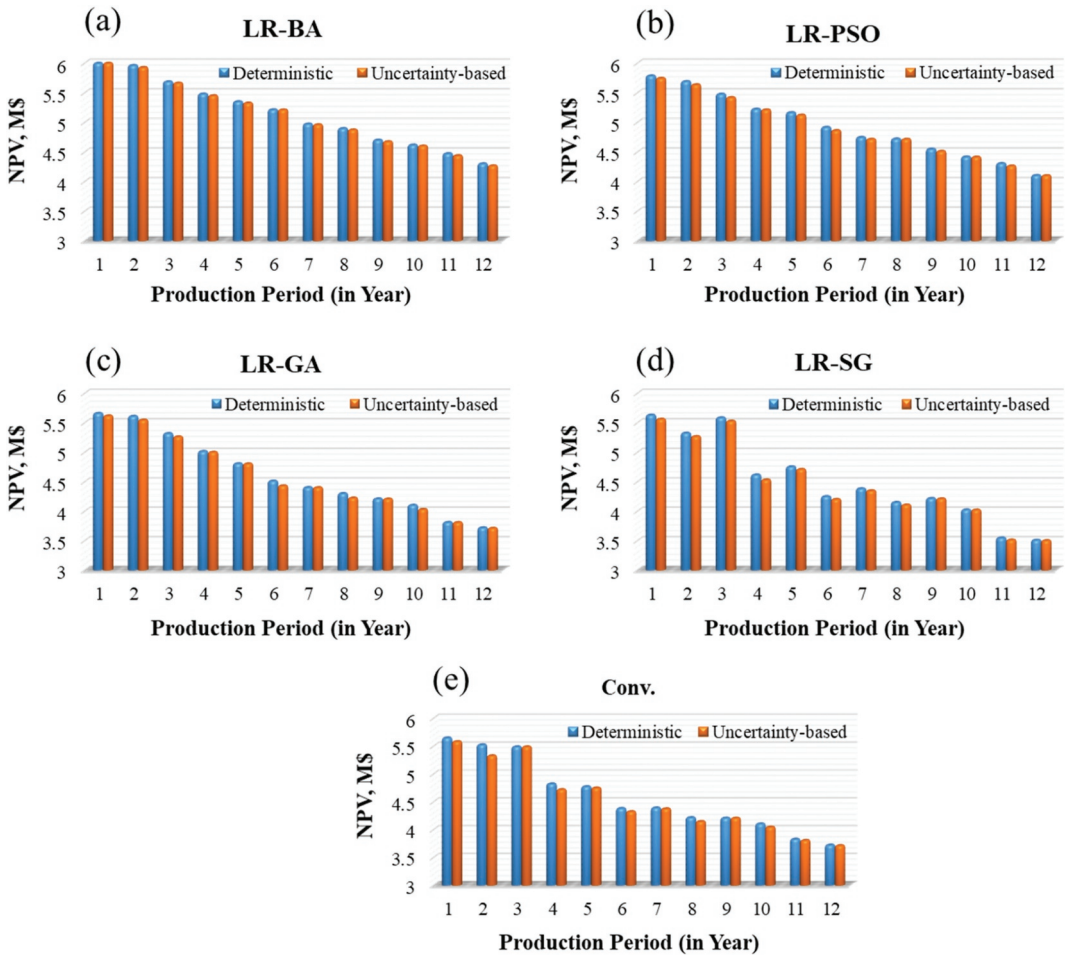 (a)
LR-BA
Deterministic Uncertainty-based
NPV, M$
6
5.5
5
4.5
4
3.5
3
1 2 3 4 5 6 7 8 9 10 11 12
Production Period (in Year)
(b)
LR-PSO
Deterministic Uncertainty-based
NPV, M$
6
5.5
5
4.5
4
3.5
3
1 2 3 4 5 6 7 8 9 10 11 12
Production Period (in Year)
(c)
LR-GA
Deterministic Uncertainty-based
NPV, M$
6
5.5
5
4.5
4
3.5
3
1 2 3 4 5 6 7 8 9 10 11 12
Production Period (in Year)
(d)
LR-SG
Deterministic Uncertainty-based
NPV, M$
6
5.5
5
4.5
4
3.5
3
1 2 3 4 5 6 7 8 9 10 11 12
Production Period (in Year)
(e)
Conv.
Deterministic Uncertainty-based
NPV, M$
6
5.5
5
4.5
4
3.5
3
1 2 3 4 5 6 7 8 9 10 11 12
Production Period (in Year)